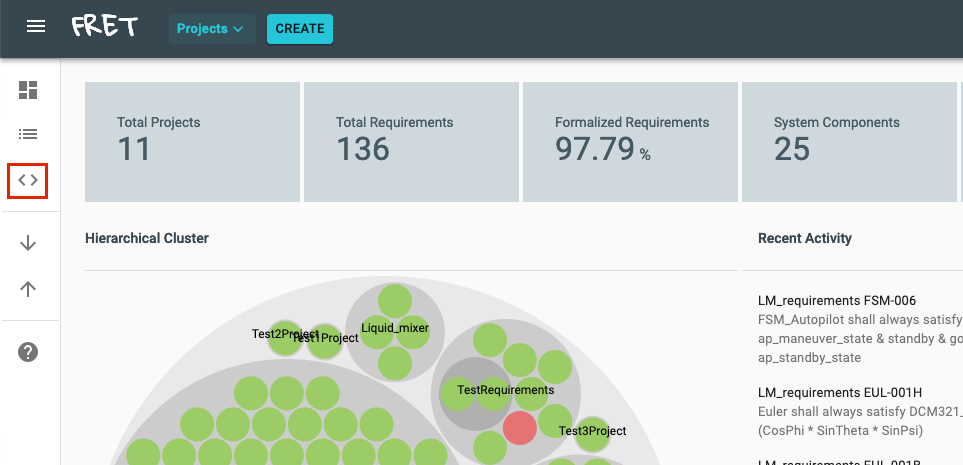 FRET
Projects
CREATE
Total Projects
11
Total Requirements
136
Formalized Requirements
97.79 %
System Components
25
Hierarchical Cluster
Recent Activity
Test2Project
Test1Project
Liquid_mixer
TestRequirements
Test3Project
LM_requirements FSM-006
FSM_Autopilot shall always satisfy
ap_maneuver_state & standby & go
ap_standby_state
LM_requirements EUL-001H
Euler shall always satisfy DCM321_
(CosPhi * SinTheta * SinPsi)
LM_requirements EUL-001B